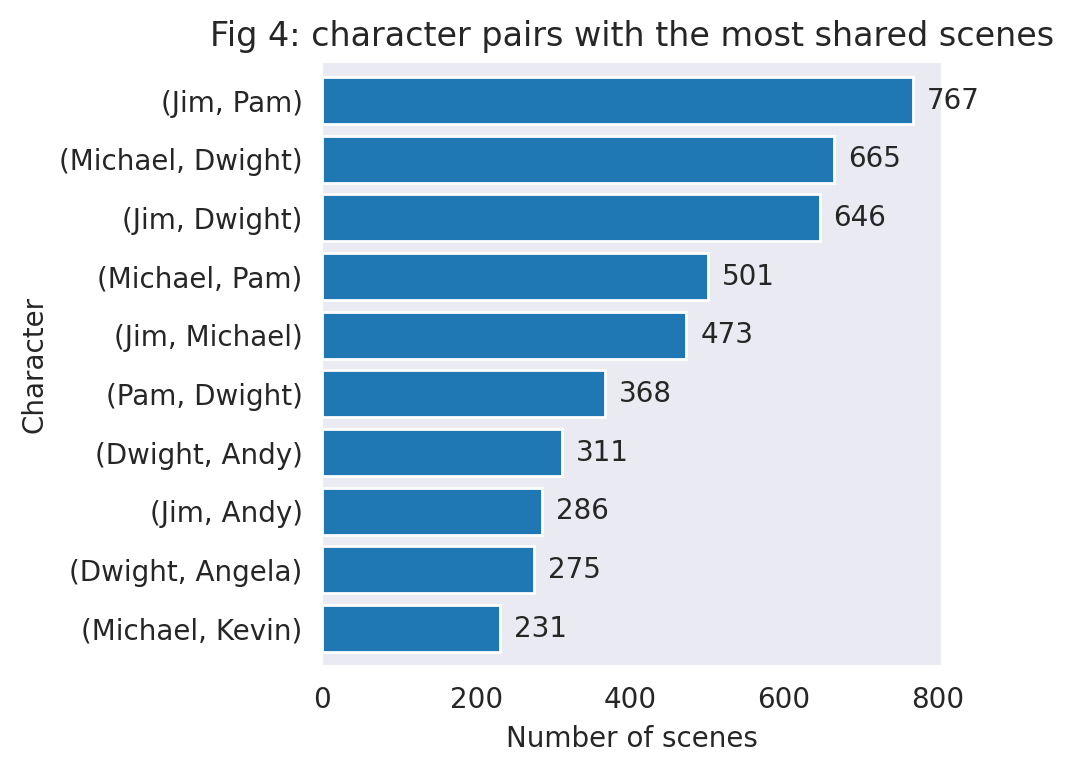 Fig 4: character pairs with the most shared scenes
(Jim, Pam) 767
(Michael, Dwight) 665
(Jim, Dwight) 646
(Michael, Pam) 501
(Jim, Michael) 473
(Pam, Dwight) 368
(Dwight, Andy) 311
(Jim, Andy) 286
(Dwight, Angela) 275
(Michael, Kevin) 231
Character
0 200 400 600 800
Number of scenes